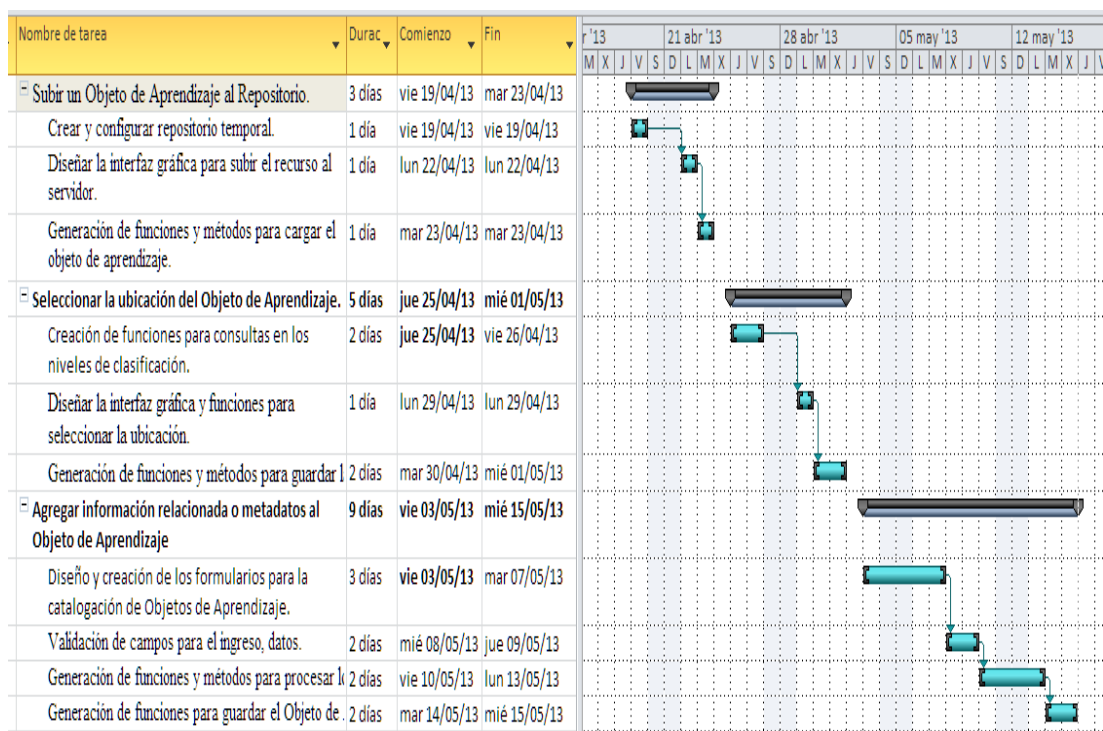 Nombre de tarea Durac Comienzo Fin
r '13 21 abr '13 28 abr '13 05 may '13 12 may '13
M X J V S D L M X J V S D L M X J V S D L M X J V S D L M X J V
Subir un Objeto de Aprendizaje al Repositorio. 3 días vie 19/04/13 mar 23/04/13
Crear y configurar repositorio temporal. 1 día vie 19/04/13 vie 19/04/13
Diseñar la interfaz gráfica para subir el recurso al 1 día lun 22/04/13 lun 22/04/13
servidor.
Generación de funciones y métodos para cargar el 1 día mar 23/04/13 mar 23/04/13
objeto de aprendizaje.
Seleccionar la ubicación del Objeto de Aprendizaje. 5 días jue 25/04/13 mié 01/05/13
Creación de funciones para consultas en los 2 días jue 25/04/13 vie 26/04/13
niveles de clasificación.
Diseñar la interfaz gráfica y funciones para 1 día lun 29/04/13 lun 29/04/13
seleccionar la ubicación.
Generación de funciones y métodos para guardar l 2 días mar 30/04/13 mié 01/05/13
Agregar información relacionada o metadatos al 9 días vie 03/05/13 mié 15/05/13
Objeto de Aprendizaje
Diseño y creación de los formularios para la 3 días vie 03/05/13 mar 07/05/13
catalogación de Objetos de Aprendizaje.
Validación de campos para el ingreso, datos. 2 días mié 08/05/13 jue 09/05/13
Generación de funciones y métodos para procesar l 2 días vie 10/05/13 lun 13/05/13
Generación de funciones para guardar el Objeto de 2 días mar 14/05/13 mié 15/05/13